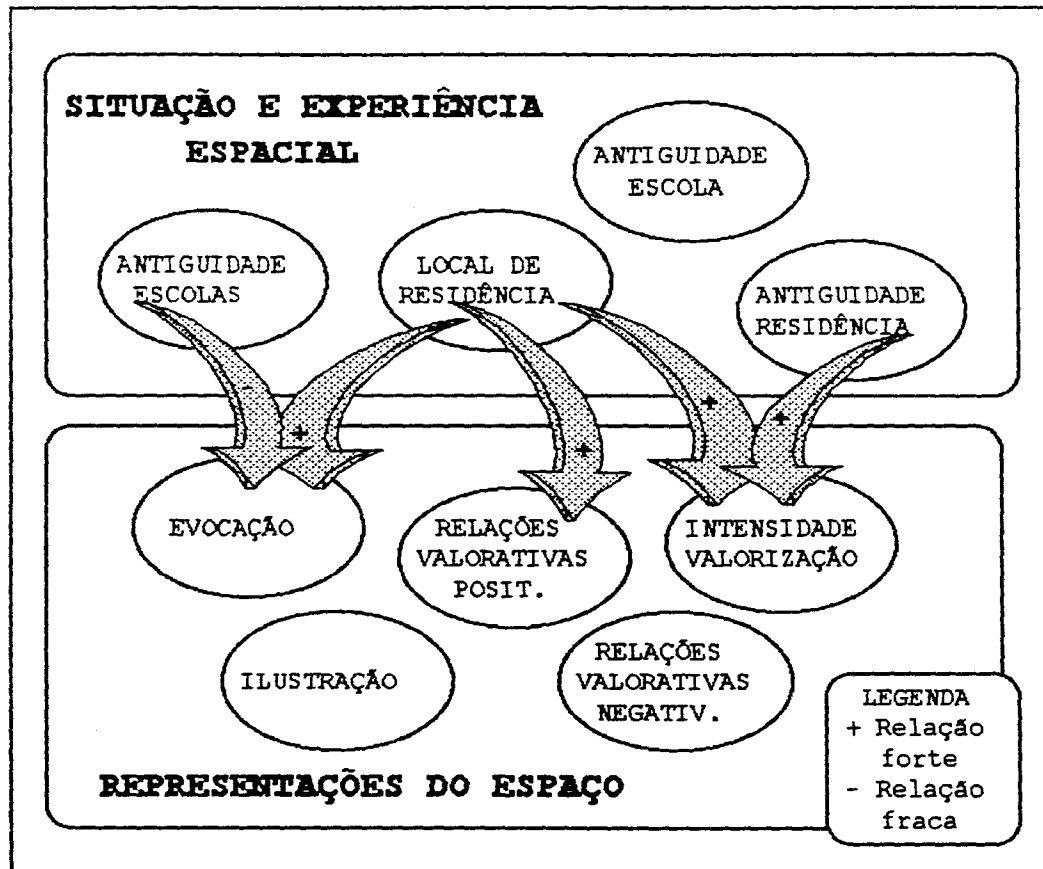 SITUAÇÃO E EXPERIÊNCIA
ESPACIAL
ANTIGUIDADE
ESCOLA
ANTIGUIDADE
ESCOLAS
LOCAL DE
RESIDÊNCIA
ANTIGUIDADE
RESIDÊNCIA
-
+
+
+
+
EVOCAÇÃO
RELAÇÕES
VALORATIVAS
POSIT.
INTENSIDADE
VALORIZAÇÃO
ILUSTRAÇÃO
RELAÇÕES
VALORATIVAS
NEGATIV.
REPRESENTAÇÕES DO ESPAÇO
LEGENDA
+ Relação
forte
- Relação
fraca